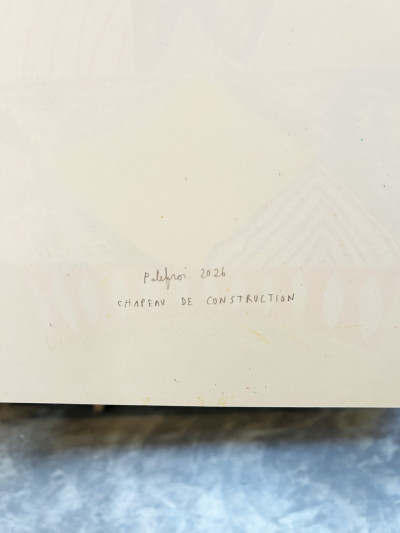 Palefroi 2026
CHAPEAU DE CONSTRUCTION